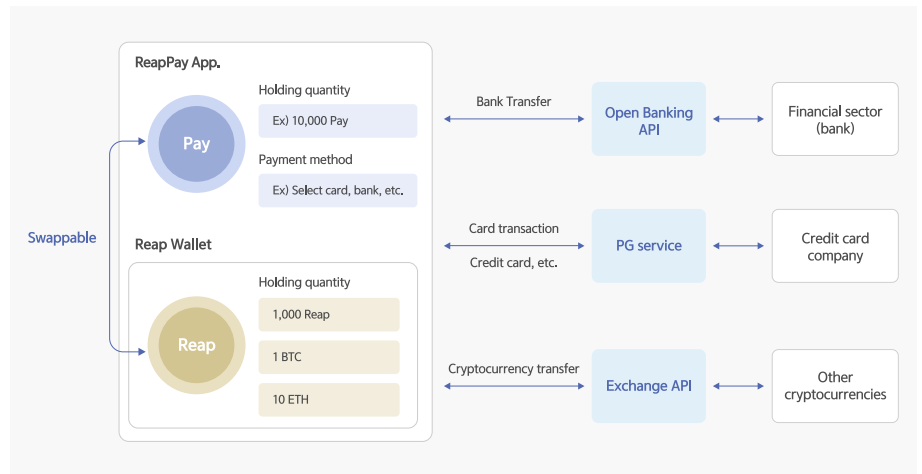 ReapPay App.
Pay
Holding quantity
Ex) 10,000 Pay
Payment method
Ex) Select card, bank, etc.
Swappable
Reap Wallet
Reap
Holding quantity
1,000 Reap
1 BTC
10 ETH
Bank Transfer
Open Banking
API
Financial sector
(bank)
Card transaction
Credit card, etc.
PG service
Credit card
company
Cryptocurrency transfer
Exchange API
Other
cryptocurrencies